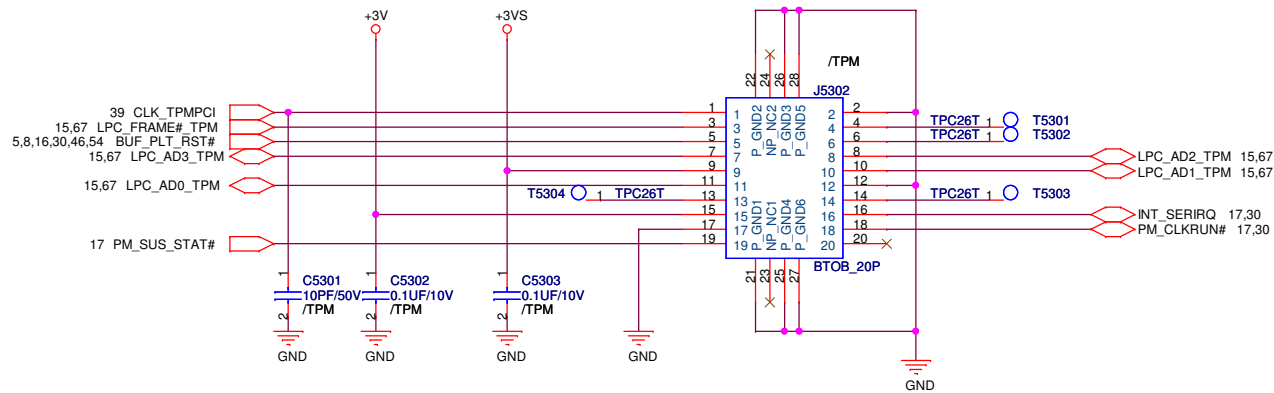 +3V
+3VS
/TPM
22
24
26
28
J5302
P_GND2
NP_NC2
P_GND3
P_GND5
39 CLK_TPMPCI
1
1
2
2
15,67 LPC_FRAME#_TPM
3
3
4
4
TPC26T
1
T5301
5,8,16,30,46,54 BUF_PLT_RST#
5
5
6
6
TPC26T
1
T5302
15,67 LPC_AD3_TPM
7
7
8
8
LPC_AD2_TPM 15,67
9
9
10
10
LPC_AD1_TPM 15,67
15,67 LPC_AD0_TPM
11
11
12
12
T5304
1
TPC26T
13
13
14
14
TPC26T
1
T5303
15
15
16
16
INT_SERIRQ 17,30
17
17
18
18
PM_CLKRUN# 17,30
17 PM_SUS_STAT#
19
19
20
20
P_GND1
NP_NC1
P_GND4
P_GND6
21
23
25
27
BTOB_20P
1
C5301
10PF/50V
/TPM
2
GND
1
C5302
0.1UF/10V
/TPM
2
GND
1
C5303
0.1UF/10V
/TPM
2
GND
GND
GND